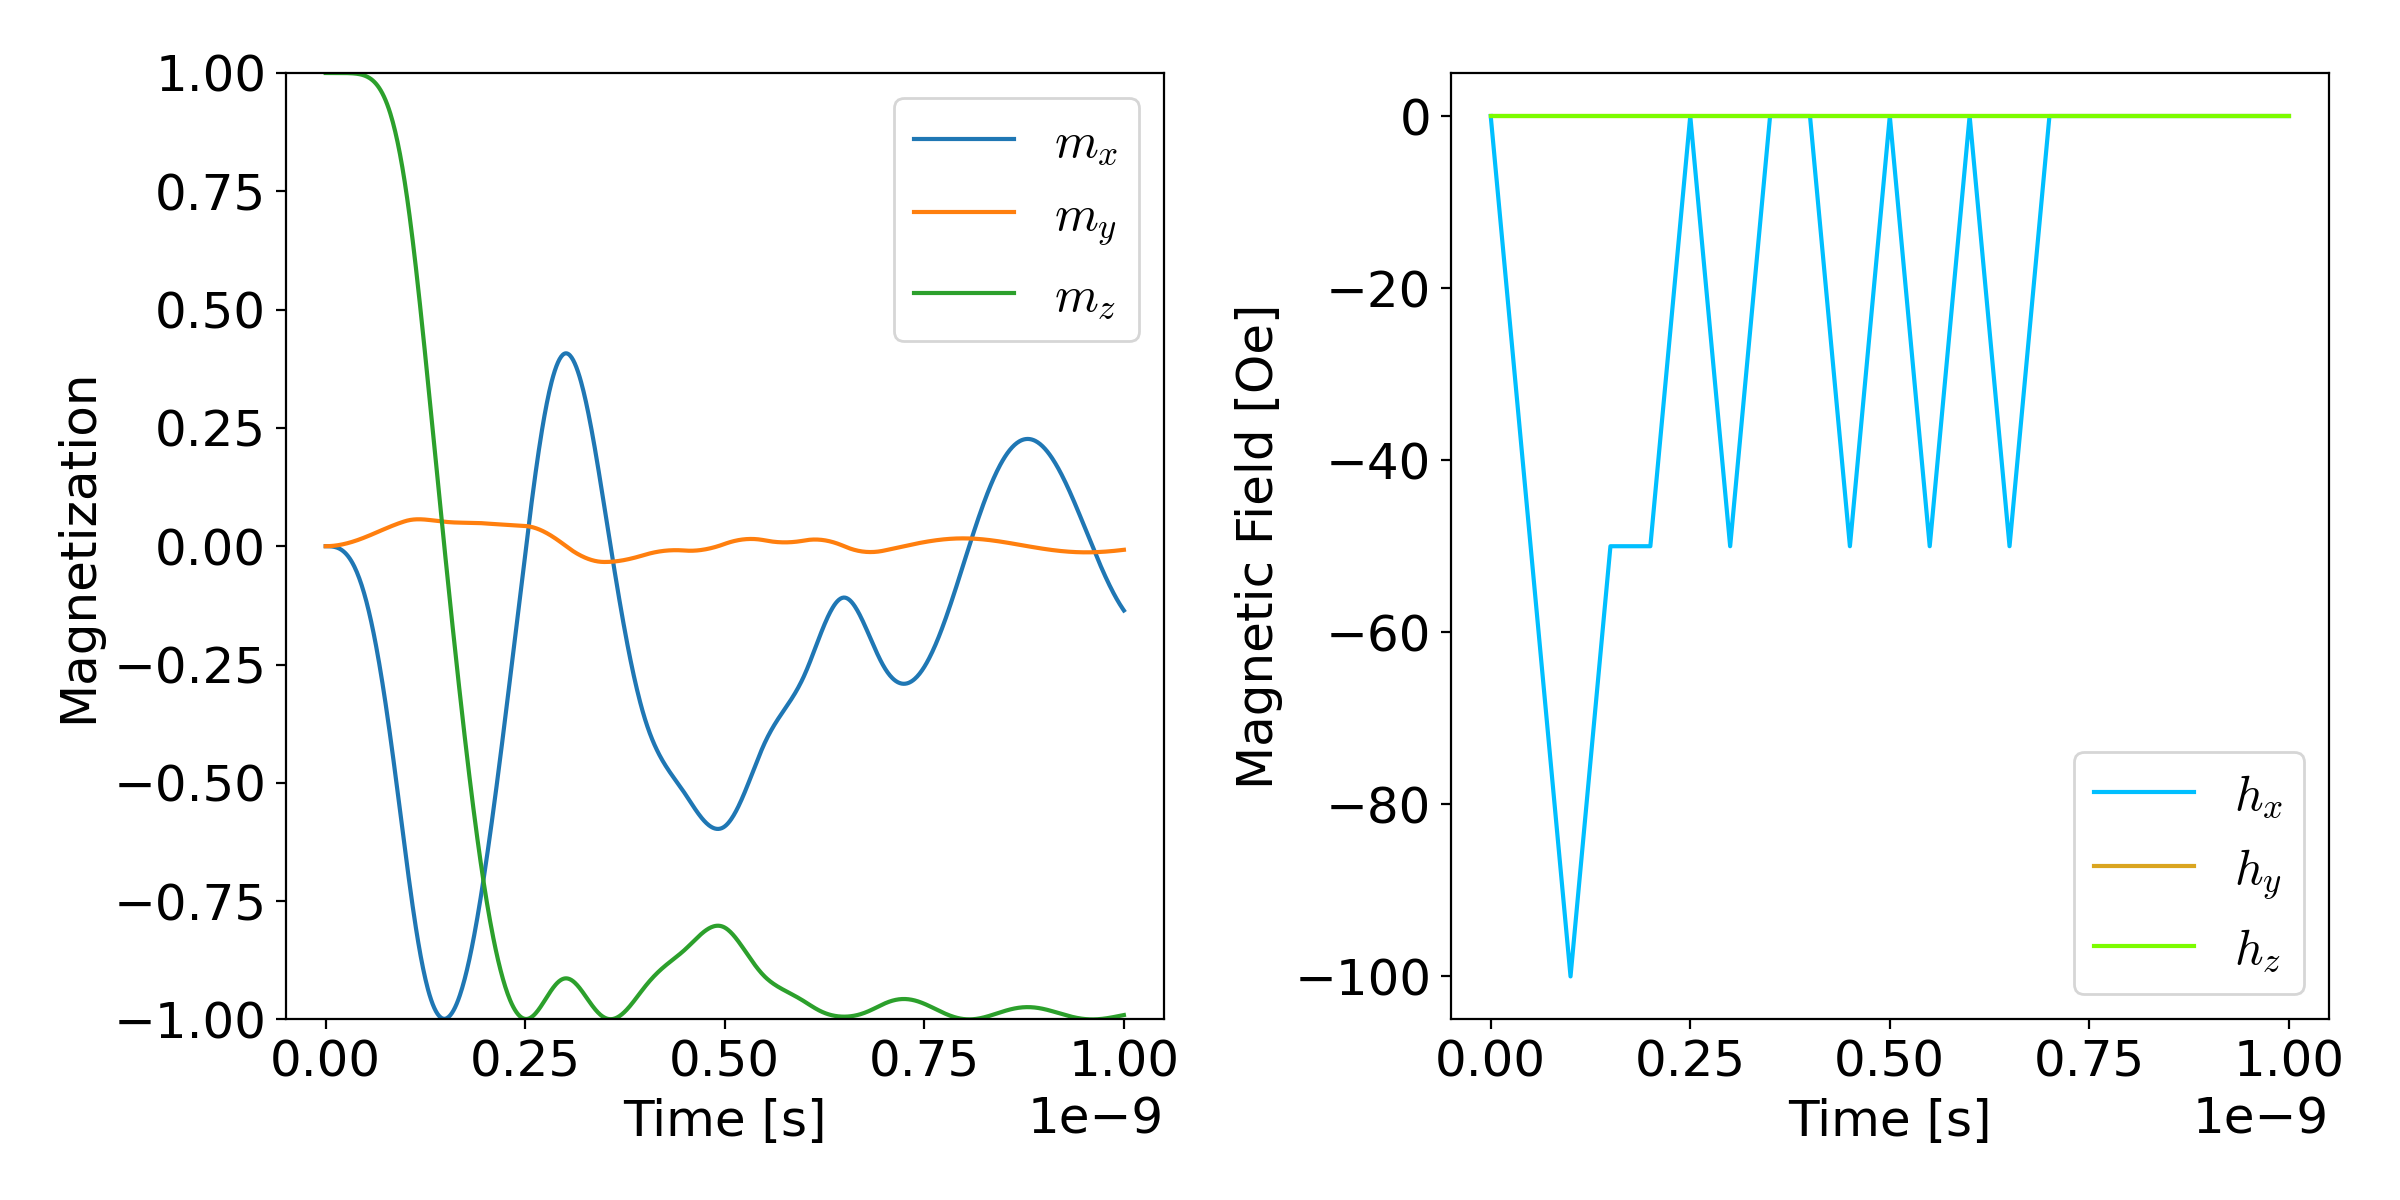 Magnetization
1.00
0.75
0.50
0.25
0.00
−0.25
−0.50
−0.75
−1.00
0.00 0.25 0.50 0.75 1.00
Time [s]
1e−9
m_x
m_y
m_z
Magnetic Field [Oe]
0
−20
−40
−60
−80
−100
0.00 0.25 0.50 0.75 1.00
Time [s]
1e−9
h_x
h_y
h_z